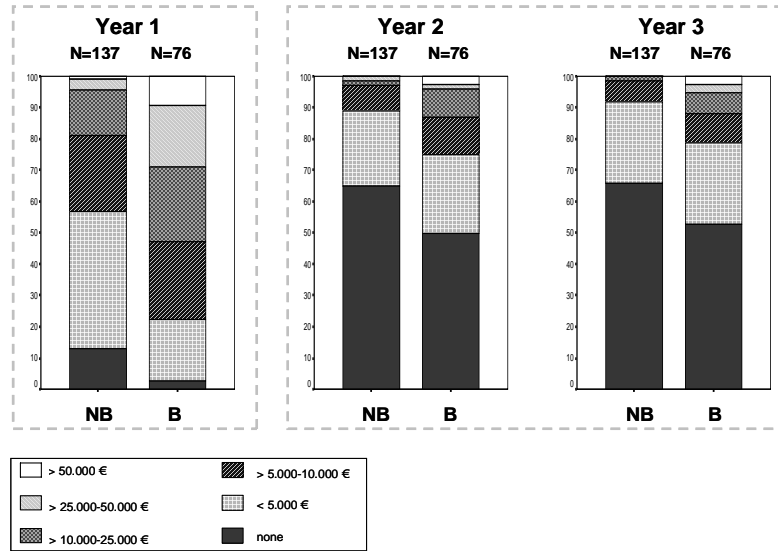 Year 1
N=137 N=76
100
90
80
70
60
50
40
30
20
10
0
NB B
Year 2
N=137 N=76
100
90
80
70
60
50
40
30
20
10
0
NB B
Year 3
N=137 N=76
100
90
80
70
60
50
40
30
20
10
0
NB B
> 50.000 €
> 25.000-50.000 €
> 10.000-25.000 €
> 5.000-10.000 €
< 5.000 €
none